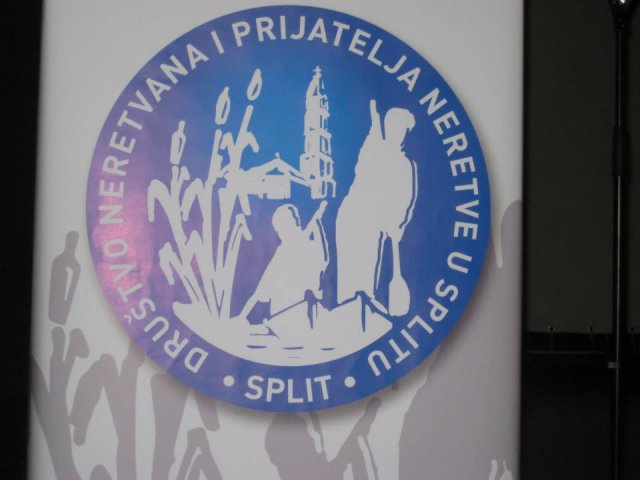 DRUŠTVO NERETVANA I PRIJATELJA NERETVE U SPLITU
• SPLIT •